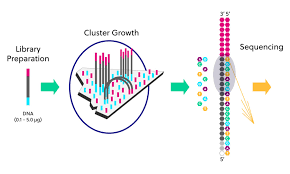 Library
Preparation
DNA
(0.1 - 5.0 μg)
Cluster Growth
3' 5'
5'
Sequencing